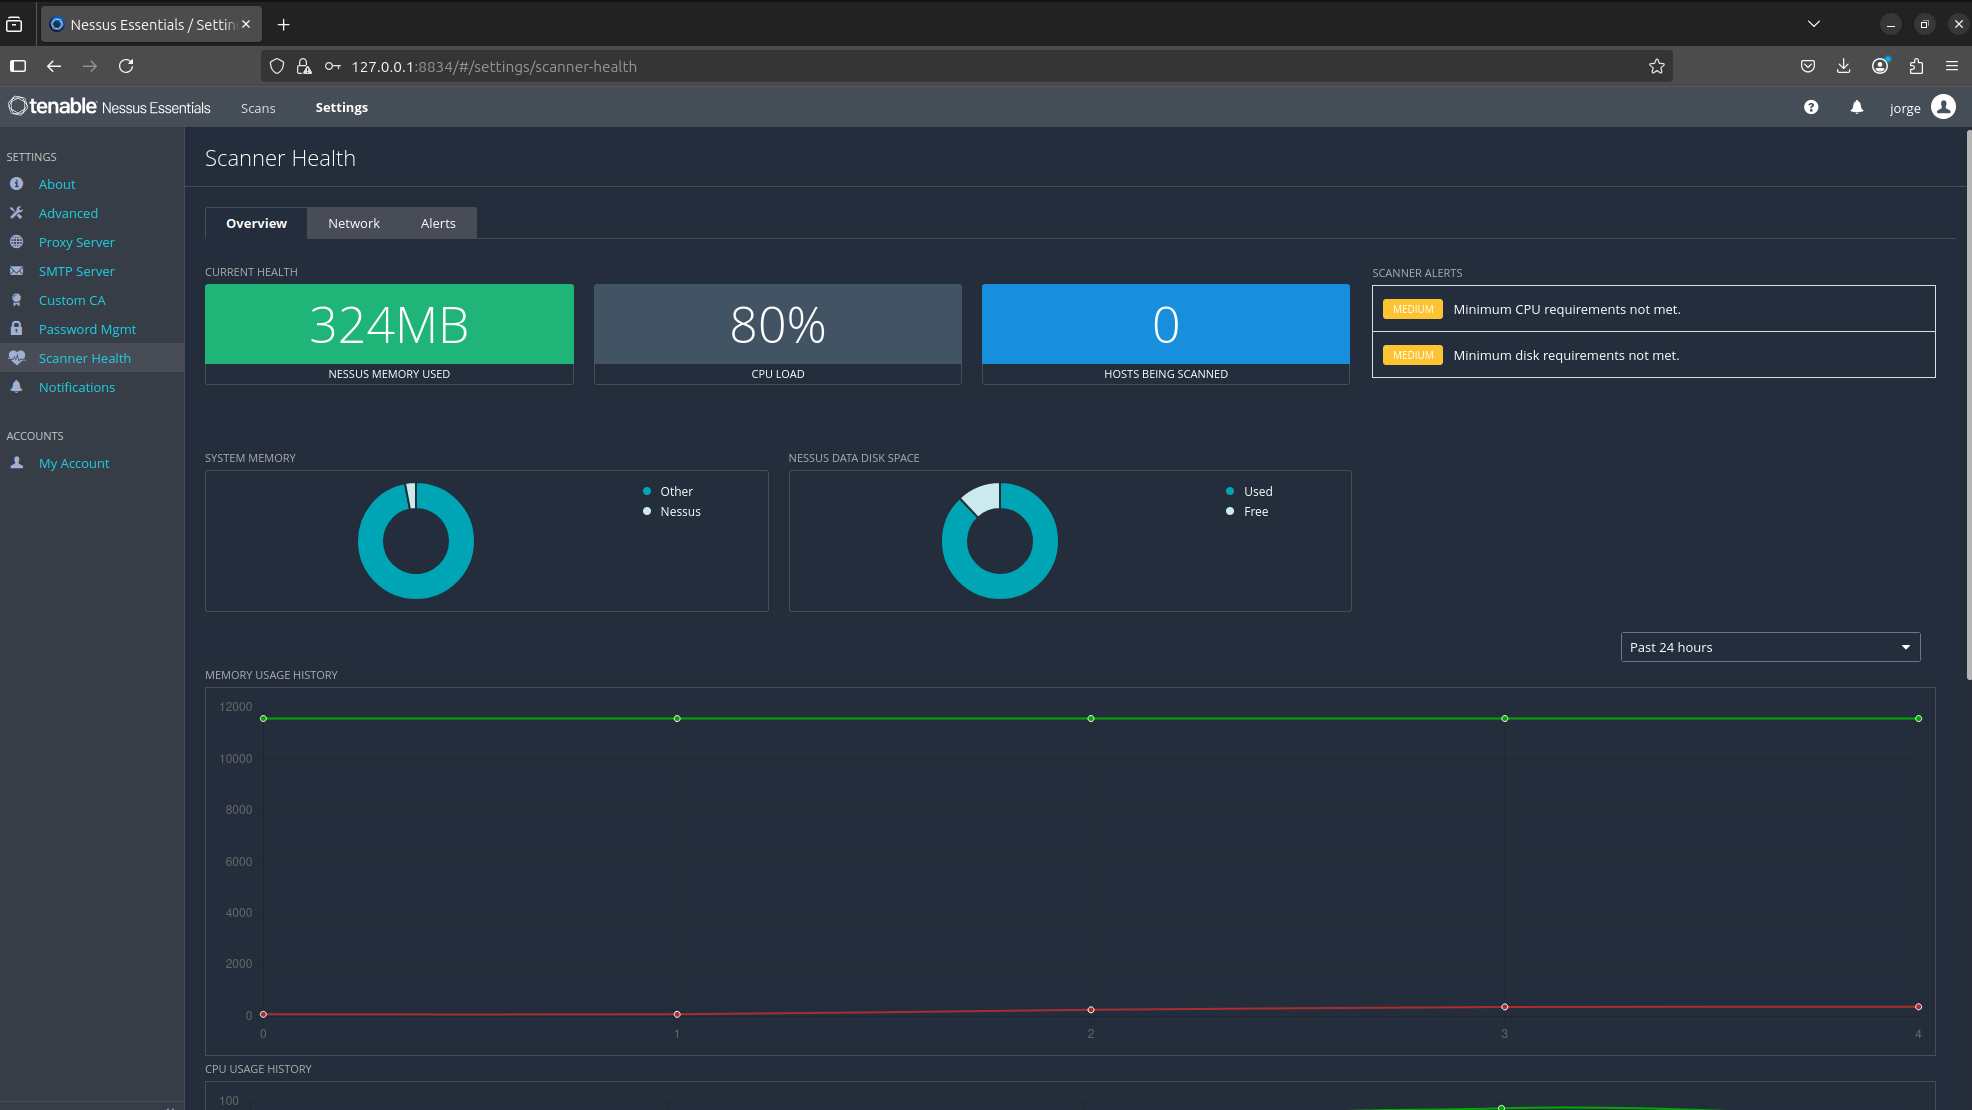 Nessus Essentials / Settin
127.0.0.1:8834/#/settings/scanner-health
tenable Nessus Essentials
Scans
Settings
jorge
SETTINGS
About
Advanced
Proxy Server
SMTP Server
Custom CA
Password Mgmt
Scanner Health
Notifications
ACCOUNTS
My Account
Scanner Health
Overview
Network
Alerts
CURRENT HEALTH
324MB
NESSUS MEMORY USED
80%
CPU LOAD
0
HOSTS BEING SCANNED
SCANNER ALERTS
MEDIUM Minimum CPU requirements not met.
MEDIUM Minimum disk requirements not met.
SYSTEM MEMORY
Other
Nessus
NESSUS DATA DISK SPACE
Used
Free
Past 24 hours
MEMORY USAGE HISTORY
12000
10000
8000
6000
4000
2000
0
0 1 2 3 4
CPU USAGE HISTORY
100